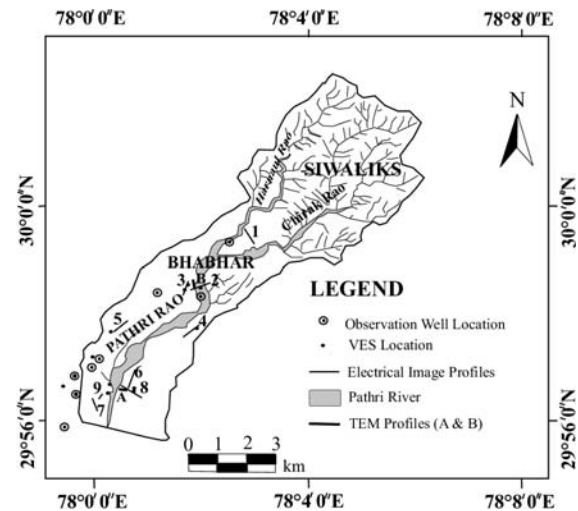 78°0′0″E 78°4′0″E 78°8′0″E
N
Haraul Rao
SIWALIKS
Chirak Rao
30°0′0″N
30°0′0″N
1
BHABHAR
3 1 B 2
PATHRI RAO
5
4
6
9 A 8
7
LEGEND
Observation Well Location
VES Location
Electrical Image Profiles
Pathri River
TEM Profiles (A & B)
29°56′0″N
29°56′0″N
0 1 2 3
km
78°0′0″E 78°4′0″E 78°8′0″E